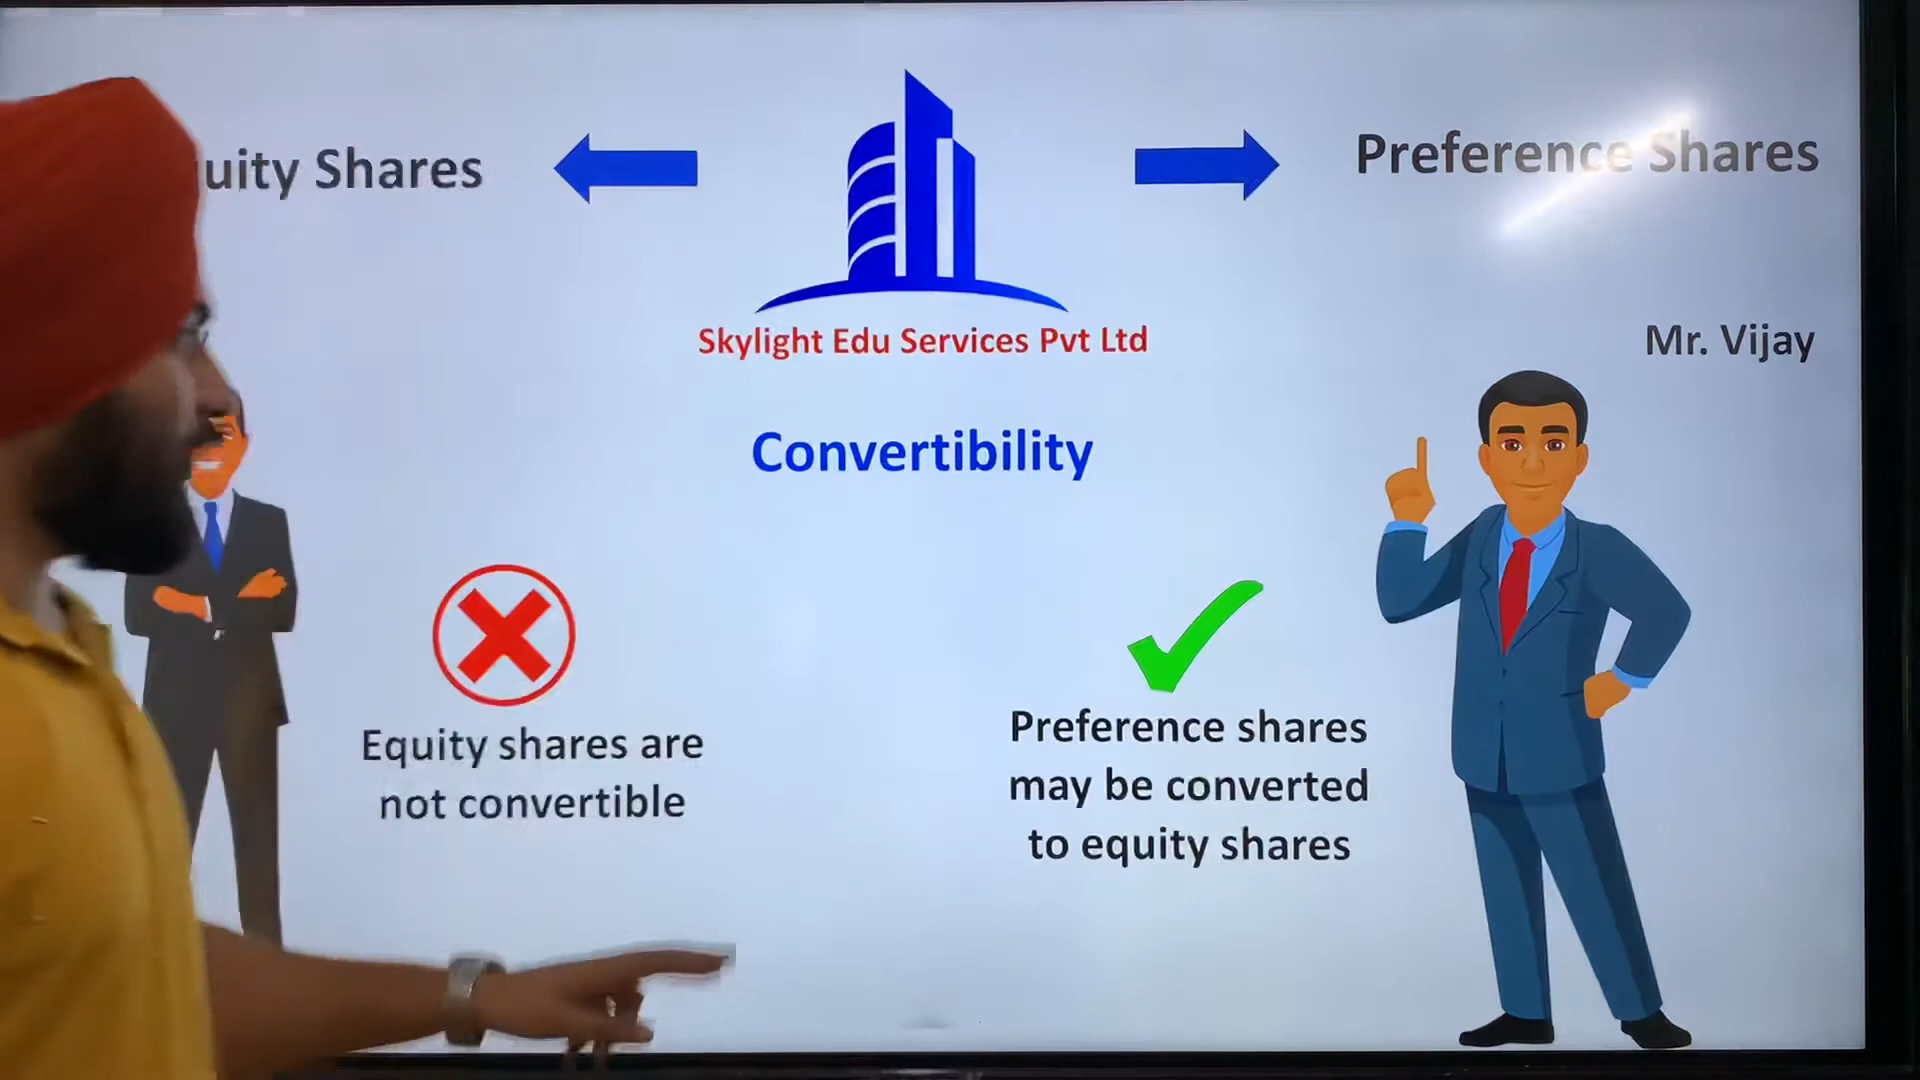 uity Shares
Preference Shares
Skylight Edu Services Pvt Ltd
Mr. Vijay
Convertibility
Equity shares are
not convertible
Preference shares
may be converted
to equity shares